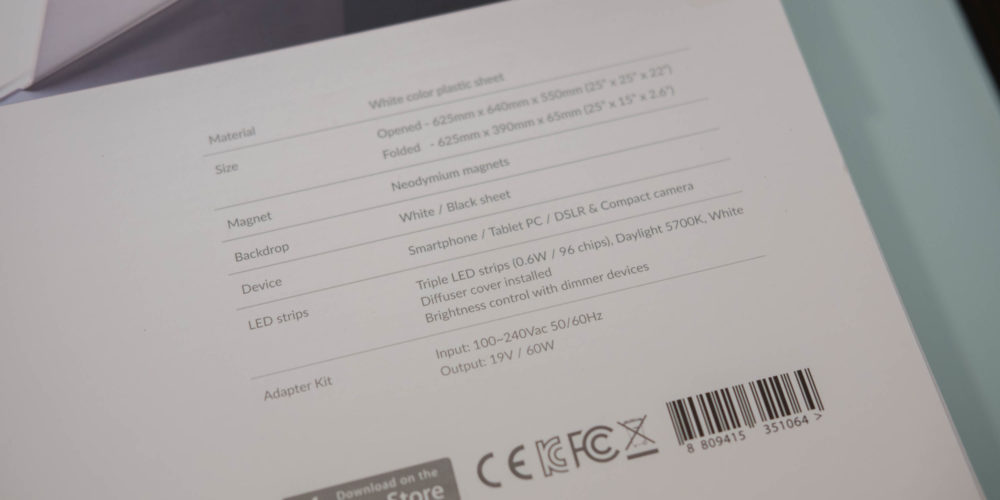 Material White color plastic sheet
Size Opened - 625mm x 640mm x 550mm (25" x 25" x 22")
Folded - 625mm x 390mm x 65mm (25" x 15" x 2.6")
Magnet Neodymium magnets
Backdrop White / Black sheet
Device Smartphone / Tablet PC / DSLR & Compact camera
LED strips Triple LED strips (0.6W / 96 chips), Daylight 5700K, White
Diffuser cover installed
Brightness control with dimmer devices
Adapter Kit Input: 100~240Vac 50/60Hz
Output: 19V / 60W
CE KC FC
8 809415 351064 >
Download on the
Store